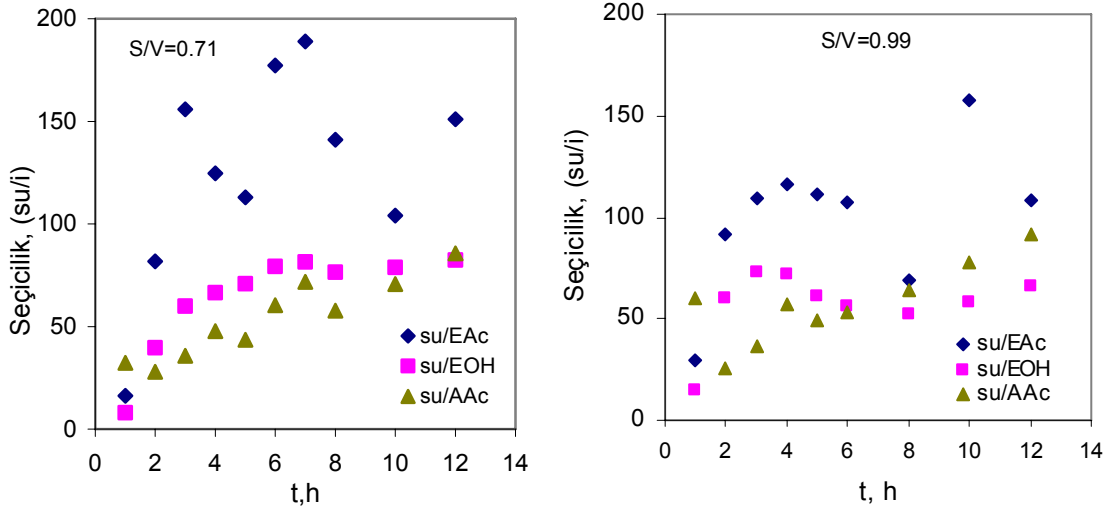 S/V=0.71
Seçicilik, (su/i)
200
150
100
50
0
su/EAc
su/EOH
su/AAc
0 2 4 6 8 10 12 14
t,h
S/V=0.99
Seçicilik, (su/i)
200
150
100
50
0
su/EAc
su/EOH
su/AAc
0 2 4 6 8 10 12 14
t, h